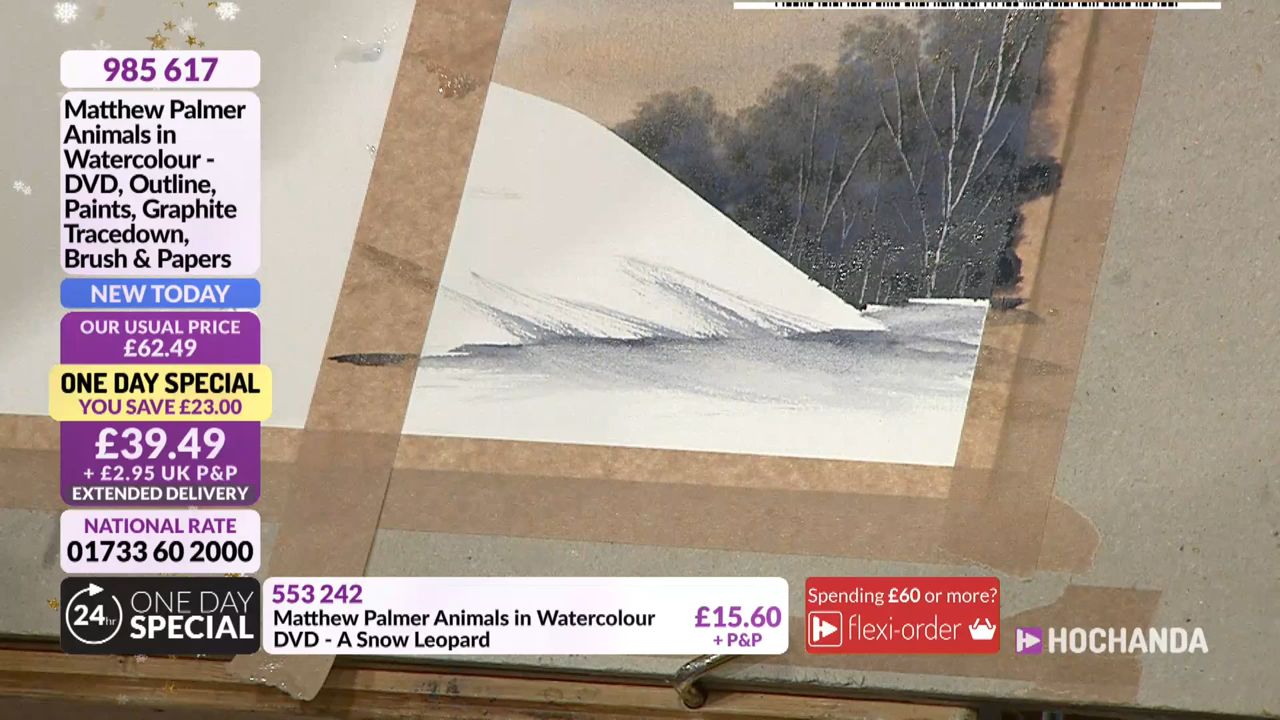 985 617
Matthew Palmer
Animals in
Watercolour -
DVD, Outline,
Paints, Graphite
Tracedown,
Brush & Papers
NEW TODAY
OUR USUAL PRICE
£62.49
ONE DAY SPECIAL
YOU SAVE £23.00
£39.49
+ £2.95 UK P&P
EXTENDED DELIVERY
NATIONAL RATE
01733 60 2000
24hr
ONE DAY
SPECIAL
553 242
Matthew Palmer Animals in Watercolour
DVD - A Snow Leopard
£15.60
+ P&P
Spending £60 or more?
flexi-order
HOCHANDA